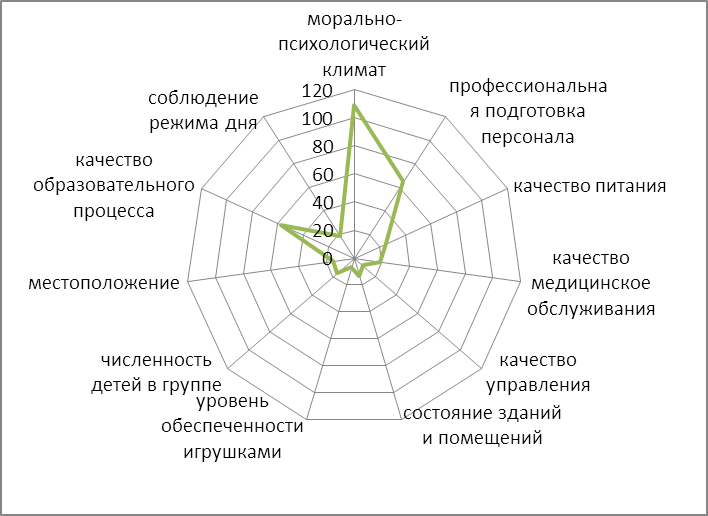 морально-
психологический
климат
профессиональна
я подготовка
персонала
качество питания
качество
медицинское
обслуживания
качество
управления
состояние зданий
и помещений
уровень
обеспеченности
игрушками
численность
детей в группе
местоположение
качество
образовательного
процесса
соблюдение
режима дня
120
100
80
60
40
20
0